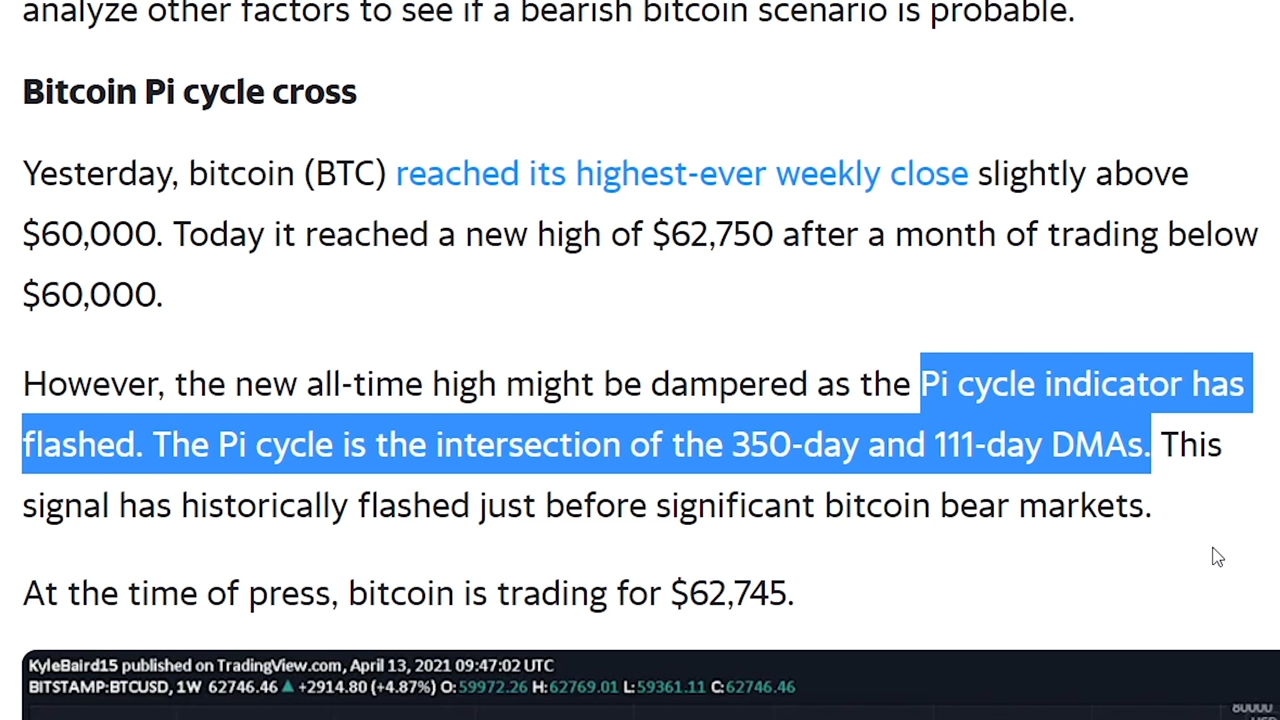 analyze other factors to see if a bearish bitcoin scenario is probable.
Bitcoin Pi cycle cross
Yesterday, bitcoin (BTC) reached its highest-ever weekly close slightly above
$60,000. Today it reached a new high of $62,750 after a month of trading below
$60,000.
However, the new all-time high might be dampered as the Pi cycle indicator has
flashed. The Pi cycle is the intersection of the 350-day and 111-day DMAs. This
signal has historically flashed just before significant bitcoin bear markets.
At the time of press, bitcoin is trading for $62,745.
KyleBaird15 published on TradingView.com, April 13, 2021 09:47:02 UTC
BITSTAMP:BTCUSD, 1W 62746.46 ▲ +2914.80 (+4.87%) O:59972.26 H:62769.01 L:59361.11 C:62746.46
80000